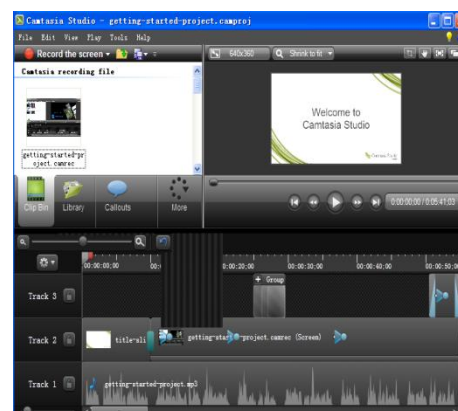 Camtasia Studio - getting-started-project.camproj
File Edit View Play Tools Help
Record the screen
640x360
Shrink to fit
Camtasia recording file
getting-started-pr
oject.camrec
Welcome to
Camtasia Studio
Camtasia Studio
Clip Bin
Library
Callouts
More
0:00:00;00 / 0:05:41;03
00:00:00;00
00:00:20;00
00:00:30;00
00:00:40;00
00:00:50;00
Track 3
+ Group
Track 2
title-sli
getting-started-project.camrec (Screen)
Track 1
getting-started-project.mp3